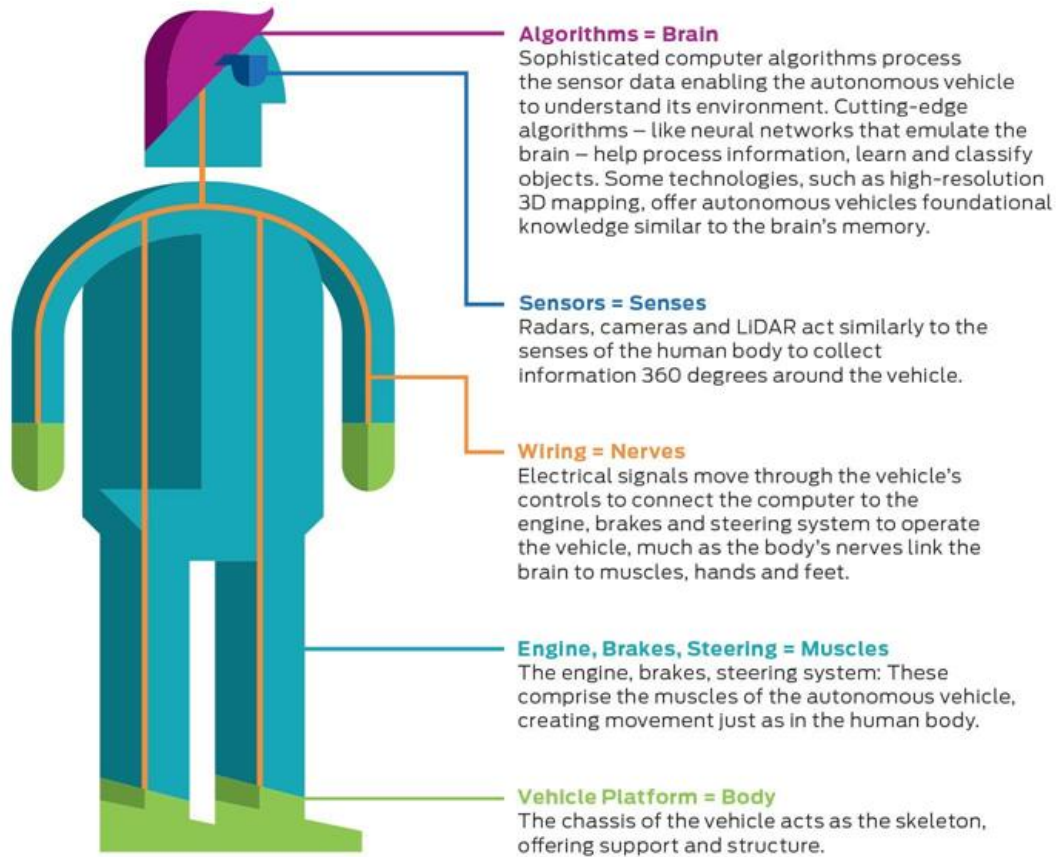 Algorithms = Brain
Sophisticated computer algorithms process
the sensor data enabling the autonomous vehicle
to understand its environment. Cutting-edge
algorithms – like neural networks that emulate the
brain – help process information, learn and classify
objects. Some technologies, such as high-resolution
3D mapping, offer autonomous vehicles foundational
knowledge similar to the brain’s memory.
Sensors = Senses
Radars, cameras and LiDAR act similarly to the
senses of the human body to collect
information 360 degrees around the vehicle.
Wiring = Nerves
Electrical signals move through the vehicle’s
controls to connect the computer to the
engine, brakes and steering system to operate
the vehicle, much as the body’s nerves link the
brain to muscles, hands and feet.
Engine, Brakes, Steering = Muscles
The engine, brakes, steering system: These
comprise the muscles of the autonomous vehicle,
creating movement just as in the human body.
Vehicle Platform = Body
The chassis of the vehicle acts as the skeleton,
offering support and structure.